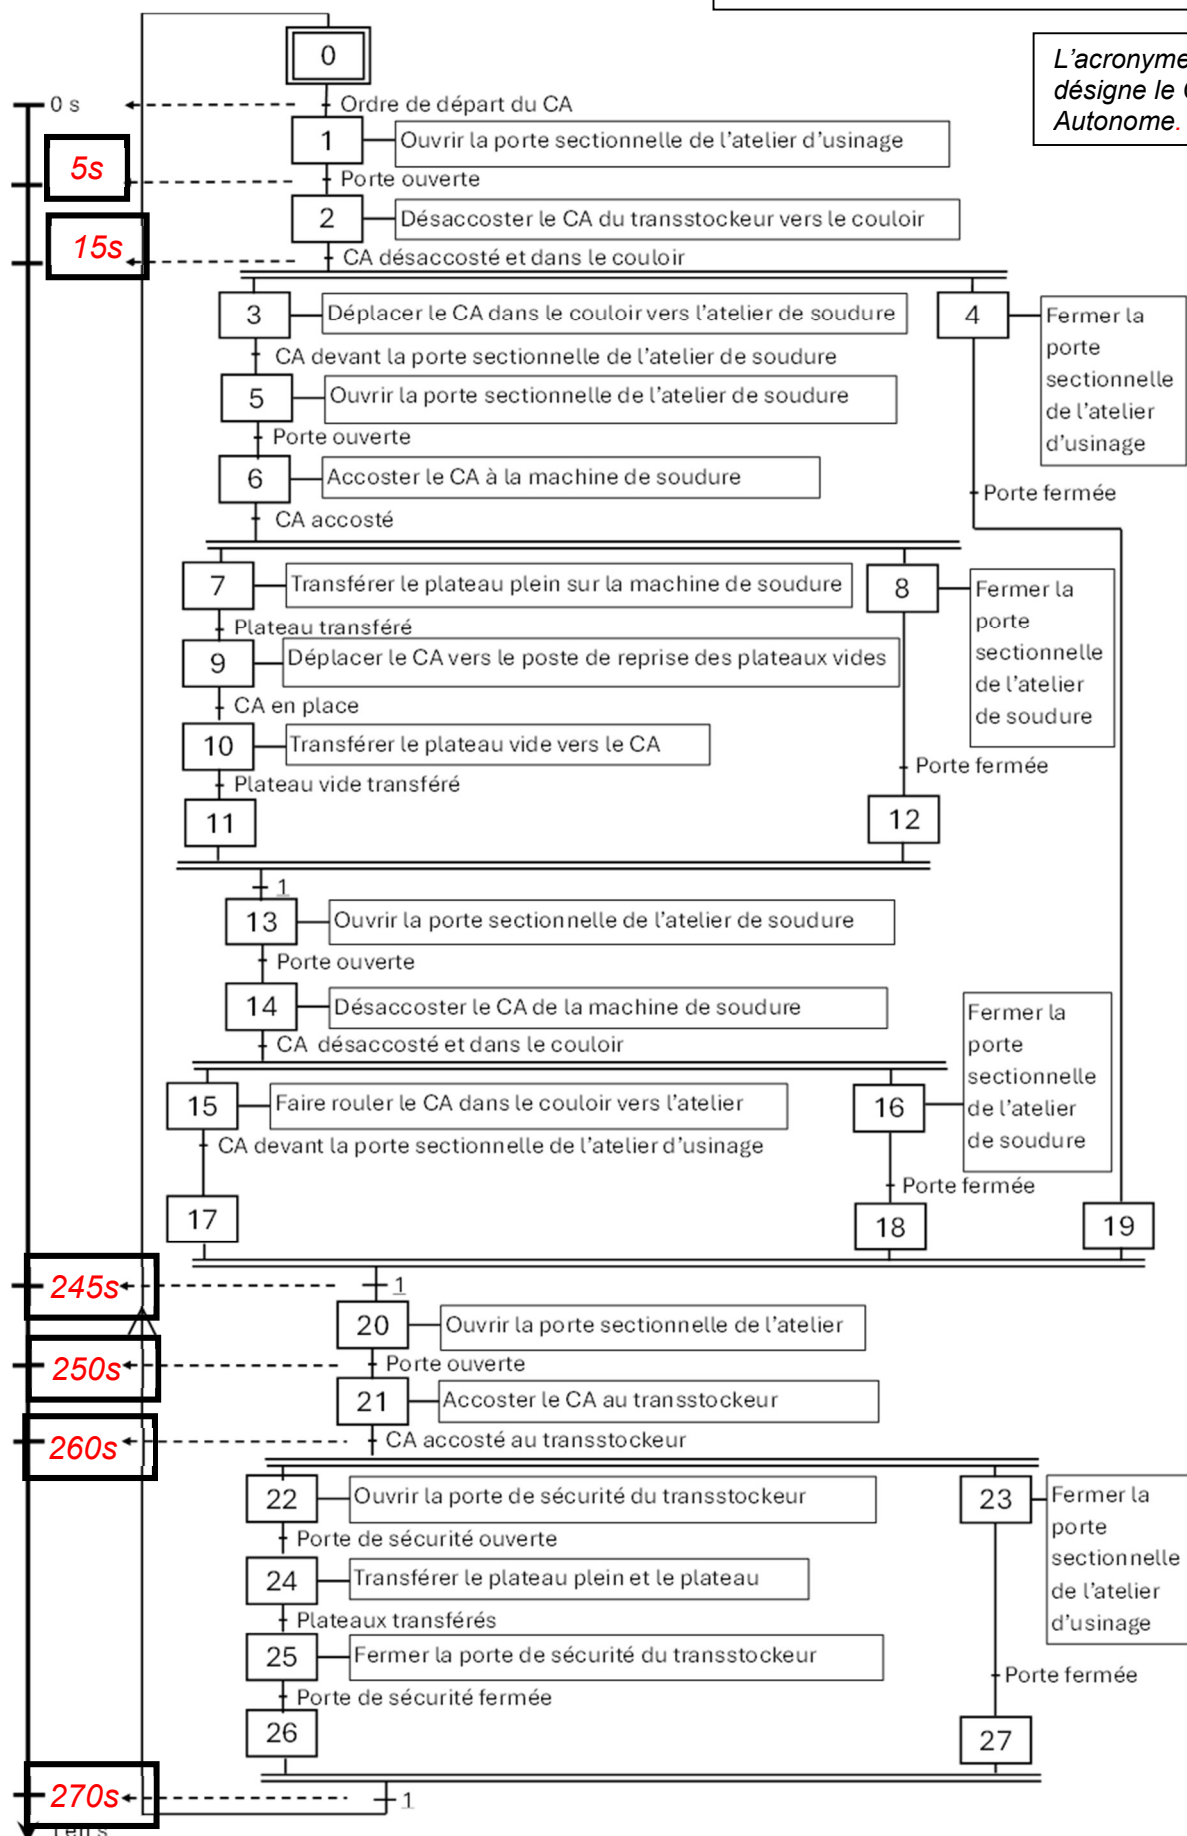 L'acronyme
désigne le
Autonome.
0
0 s
Ordre de départ du CA
1
Ouvrir la porte sectionnelle de l'atelier d'usinage
5s
Porte ouverte
2
Désaccoster le CA du transstockeur vers le couloir
15s
CA désaccosté et dans le couloir
3
Déplacer le CA dans le couloir vers l'atelier de soudure
4
Fermer la
porte
sectionnelle
de l'atelier
d'usinage
CA devant la porte sectionnelle de l'atelier de soudure
5
Ouvrir la porte sectionnelle de l'atelier de soudure
Porte ouverte
6
Accoster le CA à la machine de soudure
Porte fermée
CA accosté
7
Transférer le plateau plein sur la machine de soudure
8
Fermer la
porte
sectionnelle
de l'atelier
de soudure
Plateau transféré
9
Déplacer le CA vers le poste de reprise des plateaux vides
CA en place
10
Transférer le plateau vide vers le CA
Porte fermée
Plateau vide transféré
11
12
1
13
Ouvrir la porte sectionnelle de l'atelier de soudure
Porte ouverte
14
Désaccoster le CA de la machine de soudure
CA désaccosté et dans le couloir
Fermer la
porte
sectionnelle
de l'atelier
de soudure
15
Faire rouler le CA dans le couloir vers l'atelier
16
CA devant la porte sectionnelle de l'atelier d'usinage
Porte fermée
17
18
19
245s
1
20
Ouvrir la porte sectionnelle de l'atelier
250s
Porte ouverte
21
Accoster le CA au transstockeur
260s
CA accosté au transstockeur
22
Ouvrir la porte de sécurité du transstockeur
23
Fermer la
porte
sectionnelle
de l'atelier
d'usinage
Porte de sécurité ouverte
24
Transférer le plateau plein et le plateau
Plateaux transférés
25
Fermer la porte de sécurité du transstockeur
Porte fermée
Porte de sécurité fermée
26
27
270s
1
en s